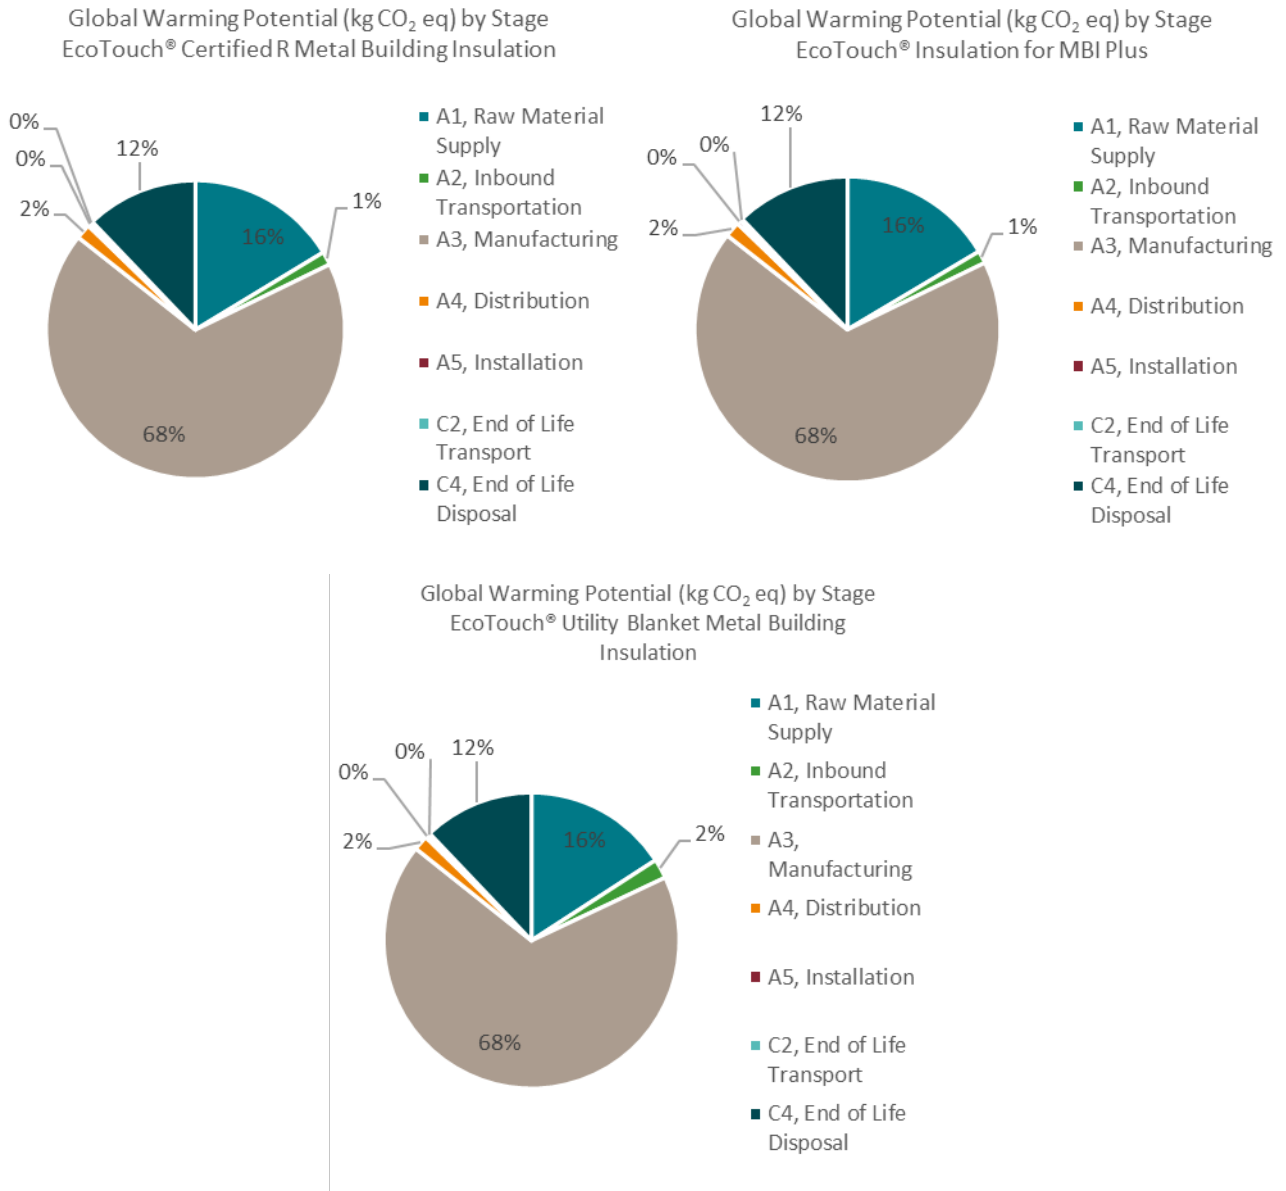 Global Warming Potential (kg CO₂ eq) by Stage
EcoTouch® Certified R Metal Building Insulation
0%
0%
2%
12%
16%
1%
68%
A1, Raw Material
Supply
A2, Inbound
Transportation
A3, Manufacturing
A4, Distribution
A5, Installation
C2, End of Life
Transport
C4, End of Life
Disposal
Global Warming Potential (kg CO₂ eq) by Stage
EcoTouch® Insulation for MBI Plus
12%
0%
0%
2%
16%
1%
68%
A1, Raw Material
Supply
A2, Inbound
Transportation
A3, Manufacturing
A4, Distribution
A5, Installation
C2, End of Life
Transport
C4, End of Life
Disposal
Global Warming Potential (kg CO₂ eq) by Stage
EcoTouch® Utility Blanket Metal Building
Insulation
0%
12%
0%
2%
16%
2%
68%
A1, Raw Material
Supply
A2, Inbound
Transportation
A3,
Manufacturing
A4, Distribution
A5, Installation
C2, End of Life
Transport
C4, End of Life
Disposal